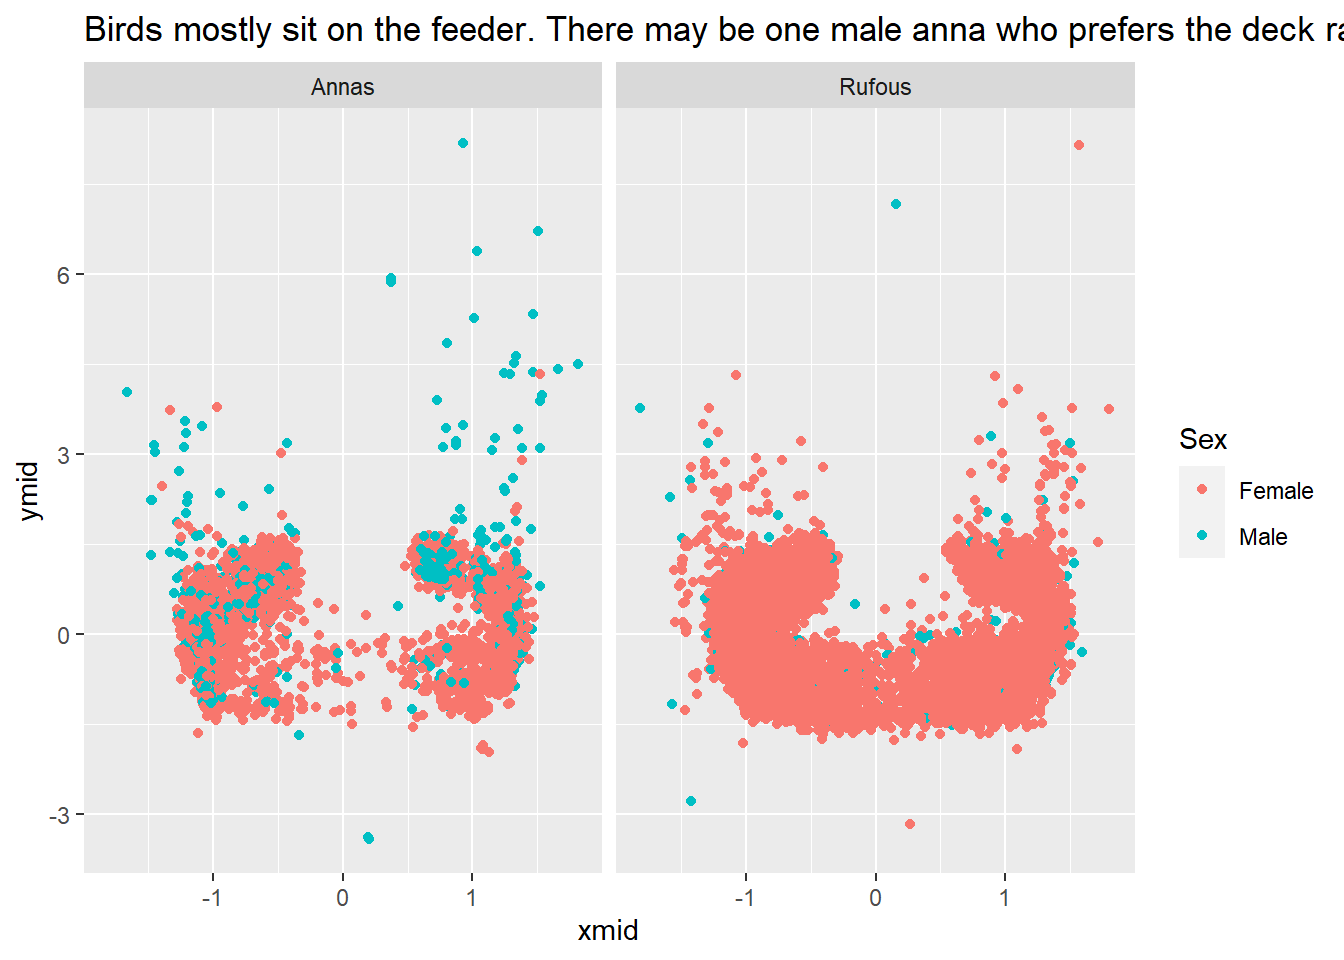 Birds mostly sit on the feeder. There may be one male anna who prefers the deck
Annas
Rufous
6
3
0
-3
ymid
-1 0 1
-1 0 1
xmid
Sex
Female
Male